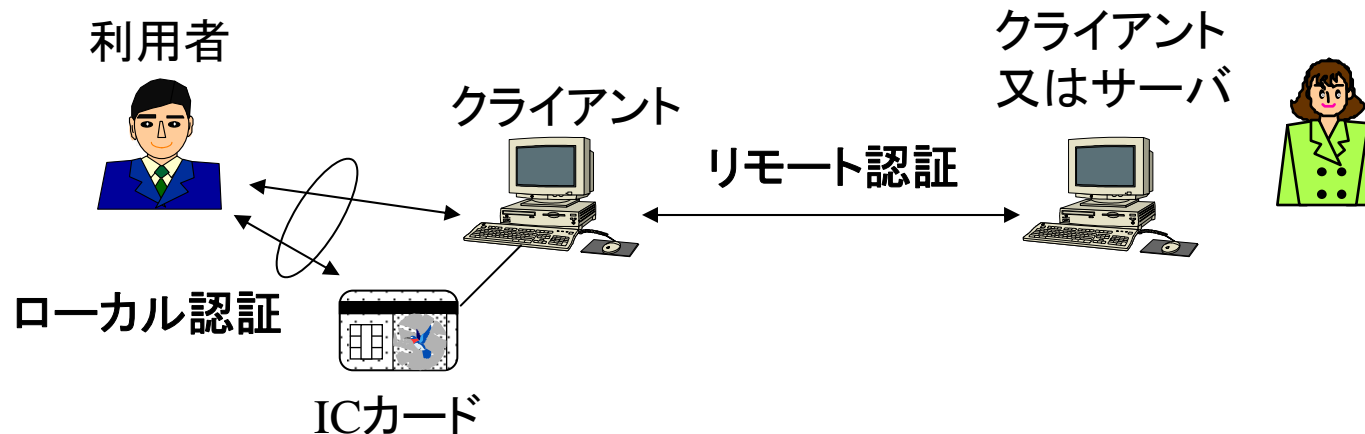 利用者
クライアント
クライアント
又はサーバ
リモート認証
ローカル認証
ICカード